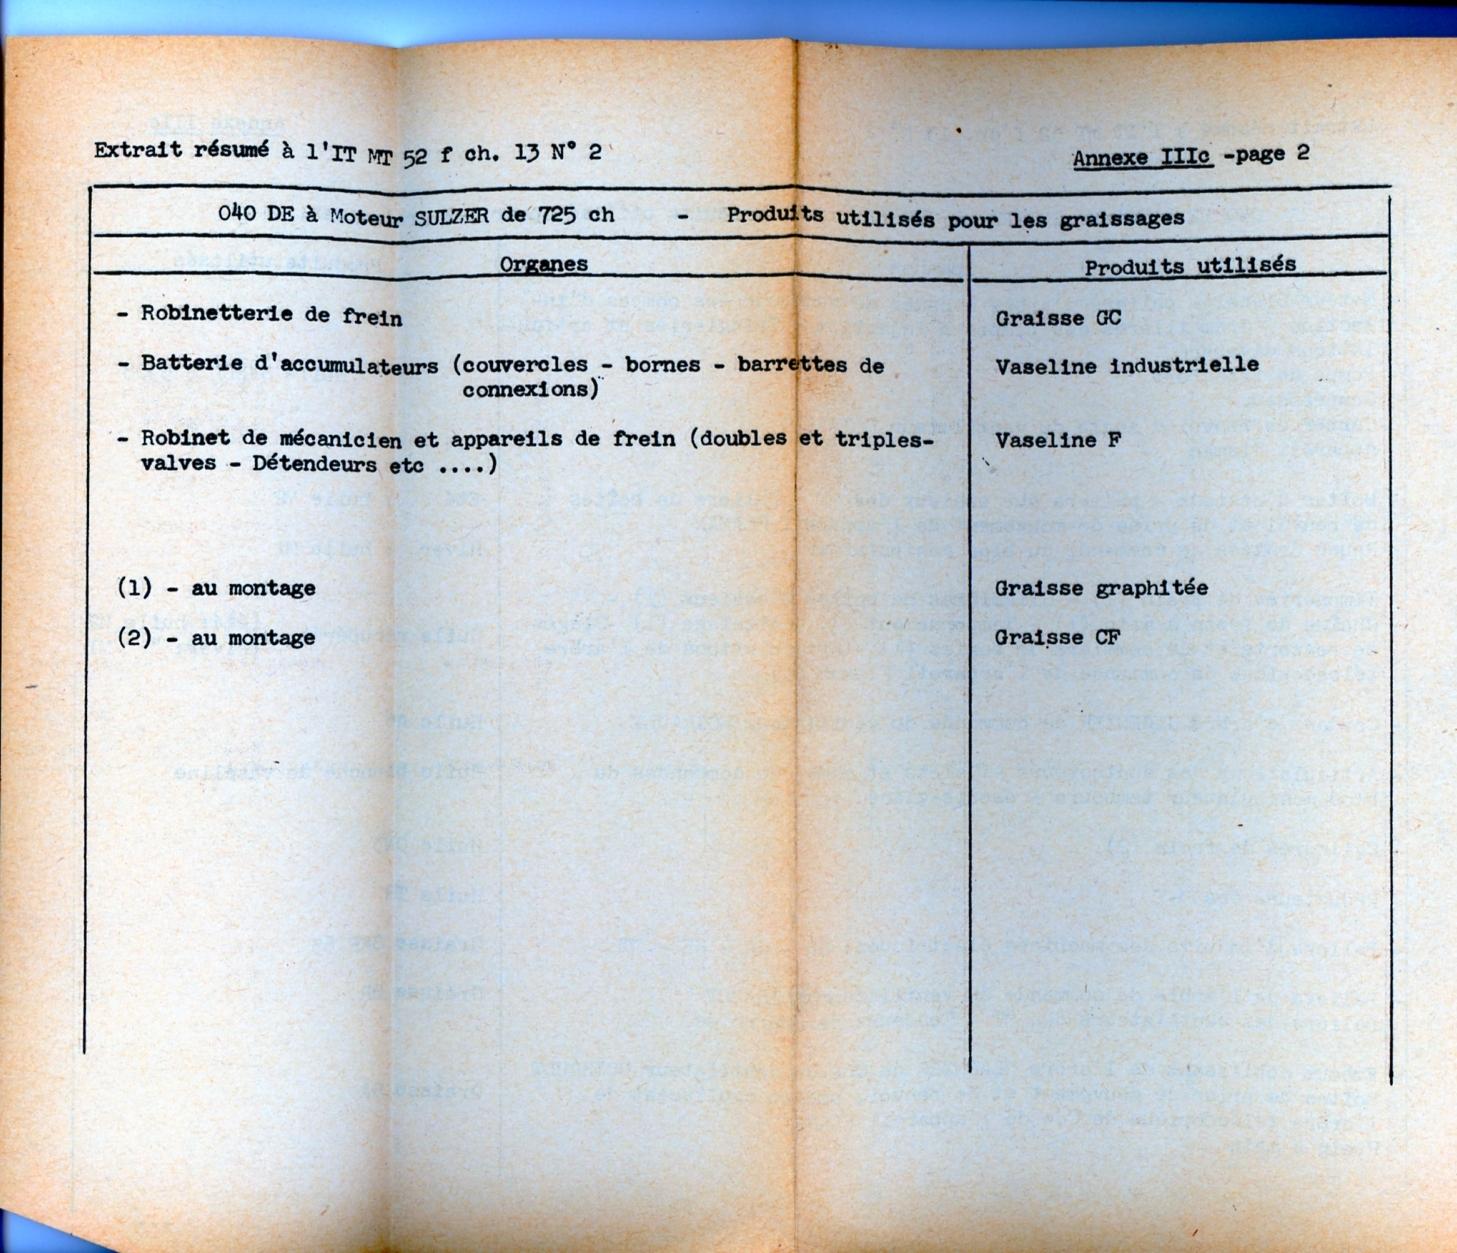 Extrait résumé à l'IT MT 52 f ch. 13 N° 2
Annexe IIIc -page 2
040 DE à Moteur SULZER de 725 ch - Produits utilisés pour les graissages
Organes
Produits utilisés
- Robinetterie de frein
Graisse GC
- Batterie d'accumulateurs (couvercles - bornes - barrettes de
connexions)
Vaseline industrielle
- Robinet de mécanicien et appareils de frein (doubles et triples-
valves - Détendeurs etc ....)
Vaseline F
(1) - au montage
Graisse graphitée
(2) - au montage
Graisse CF